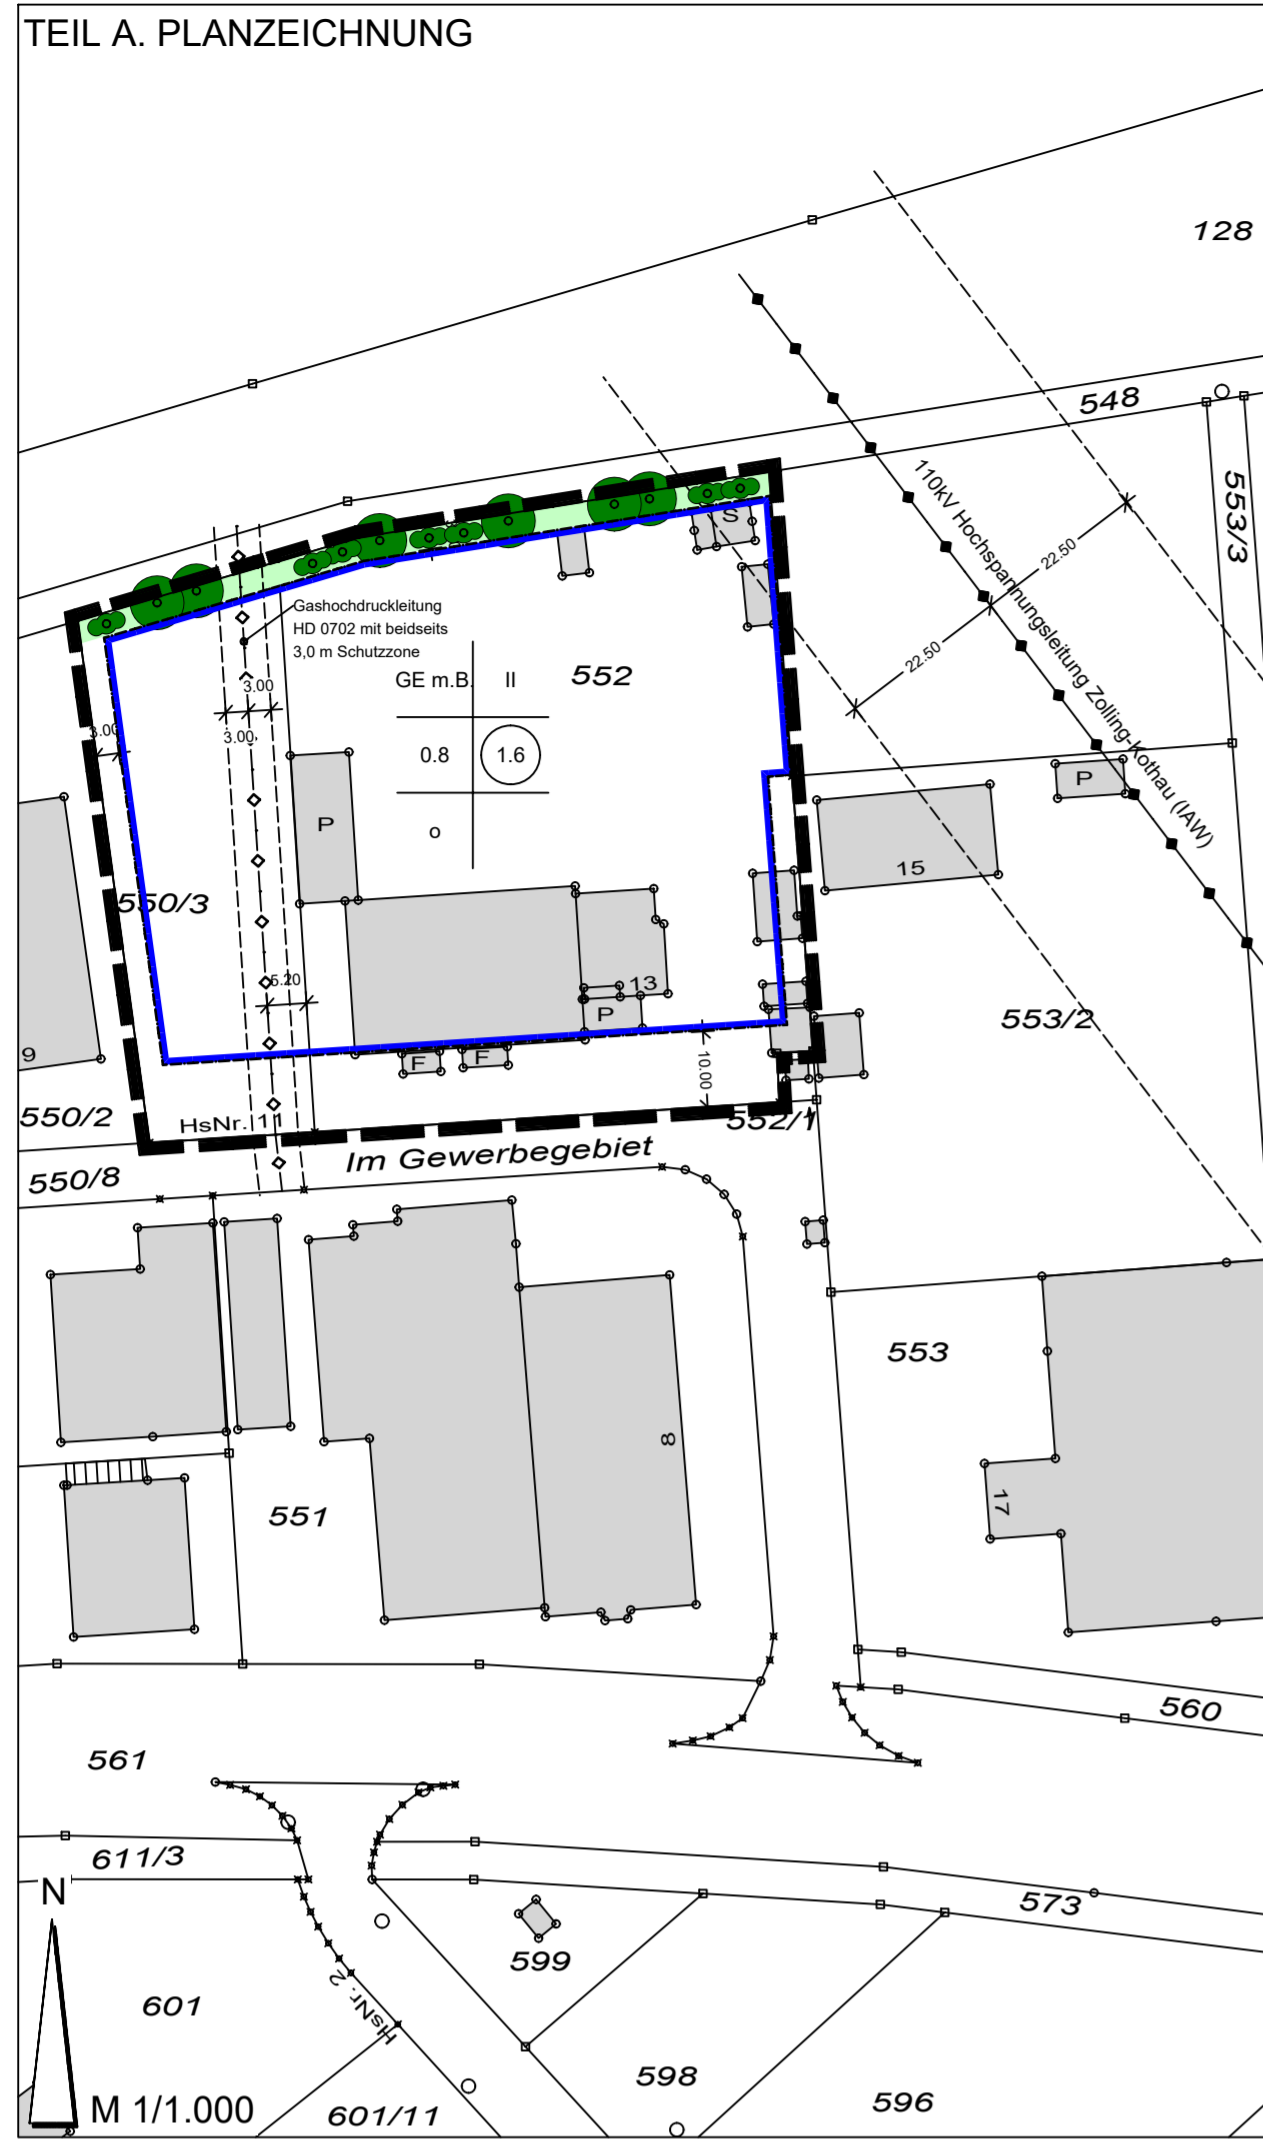 TEIL A. PLANZEICHNUNG
128
548
553/3
110kV Hochspannungsleitung Zolling-Kothau (IAW)
22.50
22.50
S
Gashochdruckleitung
HD 0702 mit beidseits
3,0 m Schutzzone
GE m.B.
II
552
3.00
3.00
3.00
0.8
1.6
o
P
P
15
550/3
5.20
13
P
553/2
9
F
F
10.00
550/2
HsNr. 11
552/1
Im Gewerbegebiet
550/8
553
8
17
551
560
561
611/3
573
N
599
601
HsNr. 2
598
596
M 1/1.000
601/11